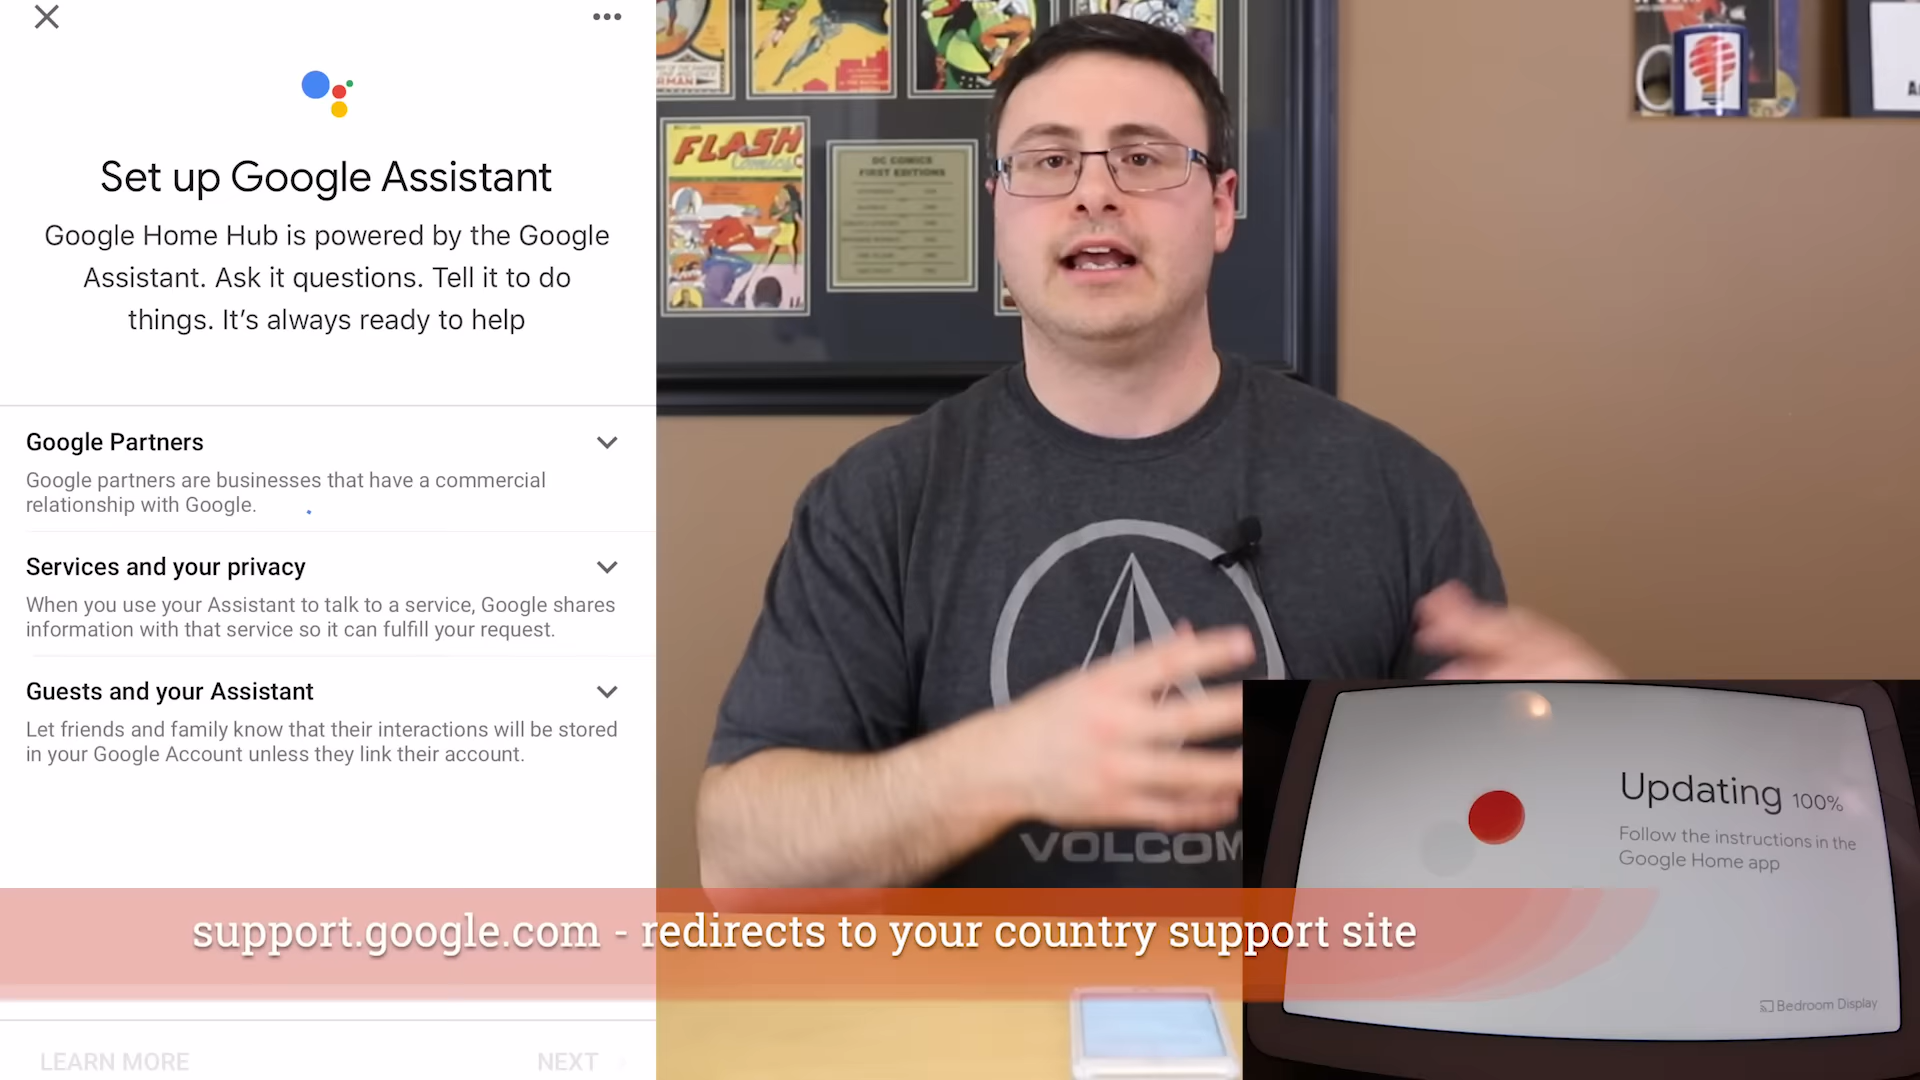 Set up Google Assistant
Google Home Hub is powered by the Google
Assistant. Ask it questions. Tell it to do
things. It’s always ready to help
Google Partners
Google partners are businesses that have a commercial
relationship with Google.
Services and your privacy
When you use your Assistant to talk to a service, Google shares
information with that service so it can fulfill your request.
Guests and your Assistant
Let friends and family know that their interactions will be stored
in your Google Account unless they link their account.
LEARN MORE
NEXT
FLASH
Comics
DC COMICS
FIRST EDITIONS
VOLCOM
Updating 100%
Follow the instructions in the
Google Home app
Bedroom Display
support.google.com - redirects to your country support site